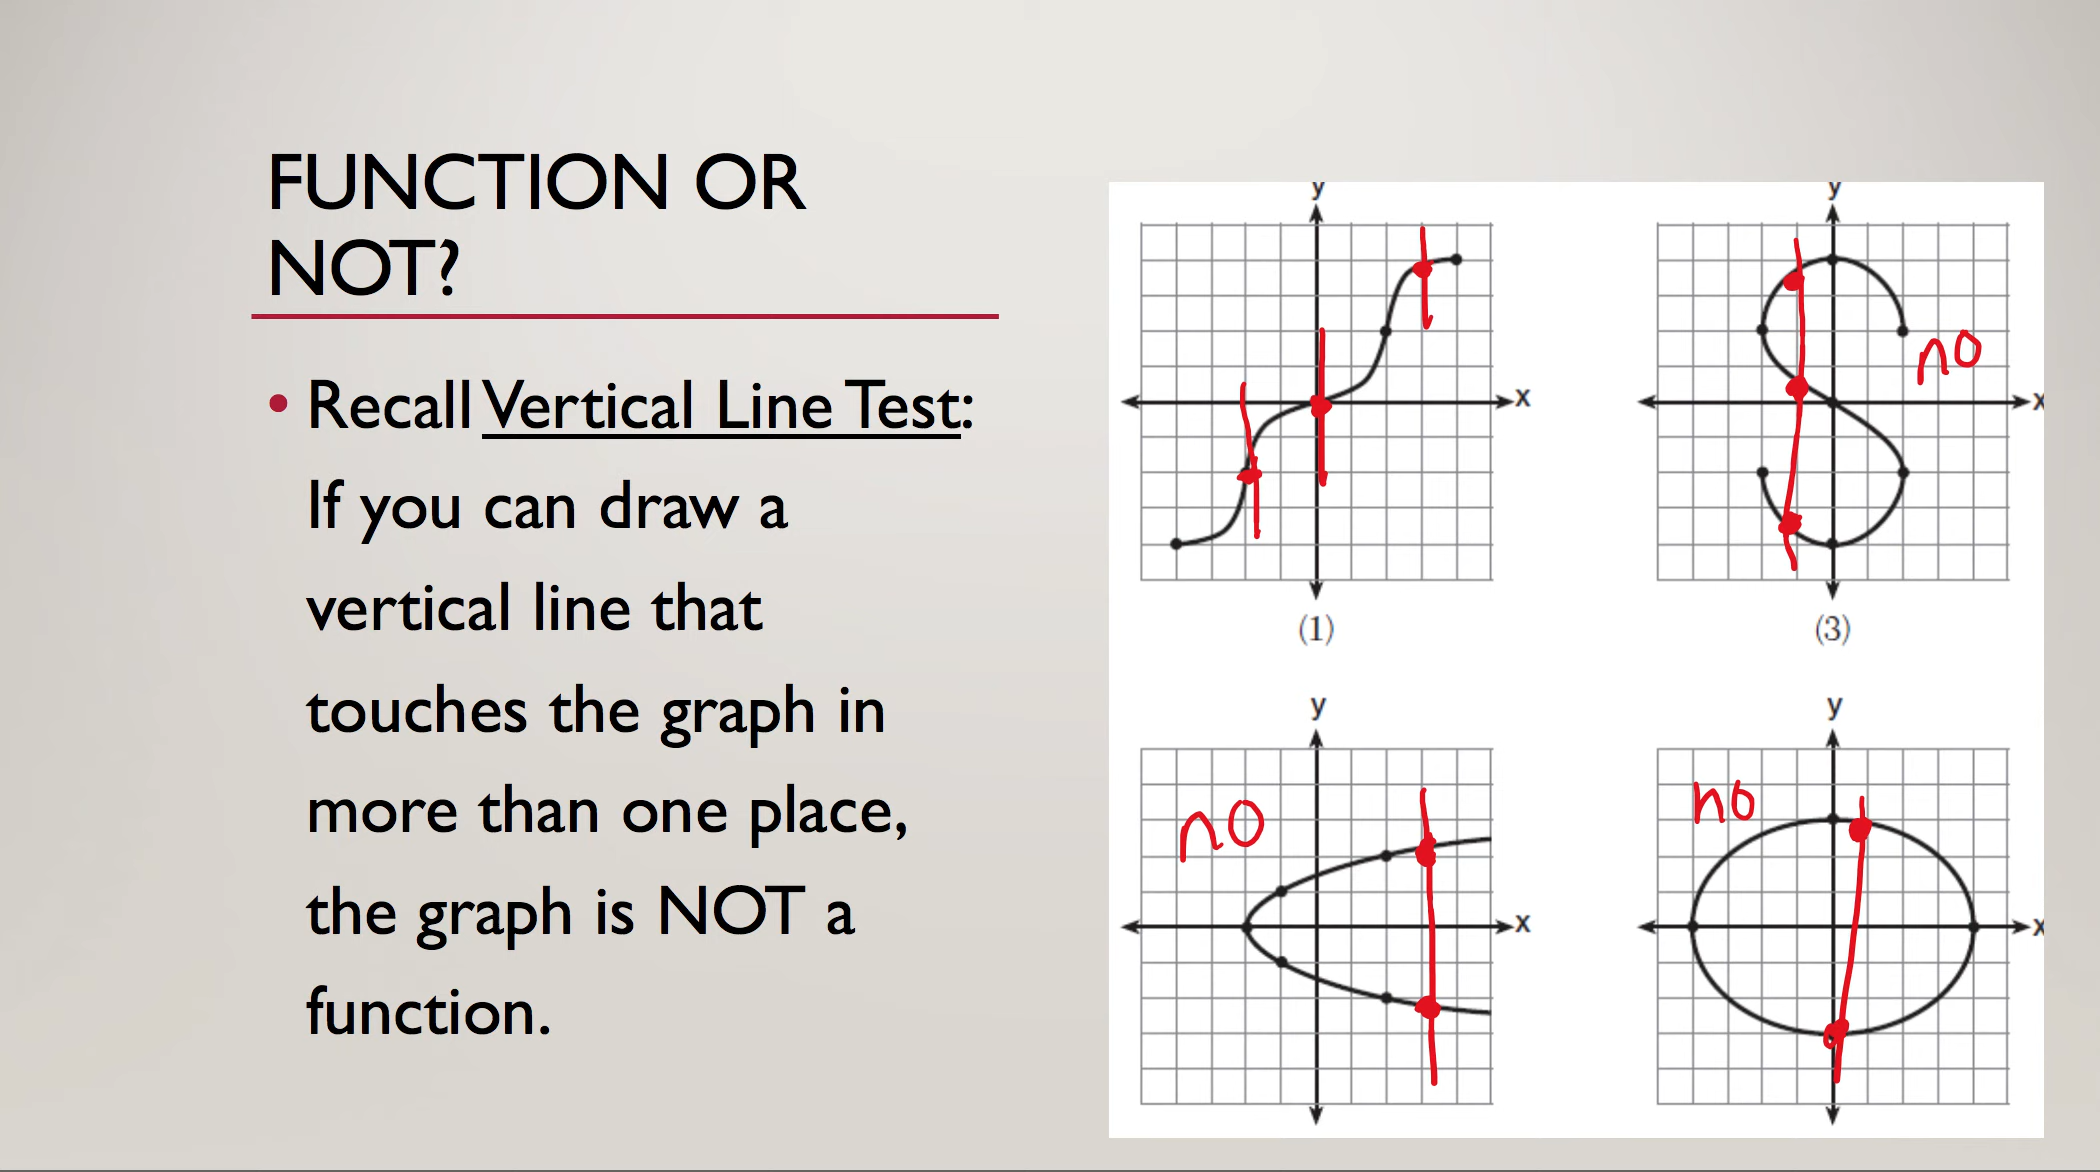 FUNCTION OR
NOT?
• Recall Vertical Line Test:
If you can draw a
vertical line that
touches the graph in
more than one place,
the graph is NOT a
function.
y
x
(1)
y
no
x
(3)
y
no
x
y
no
x